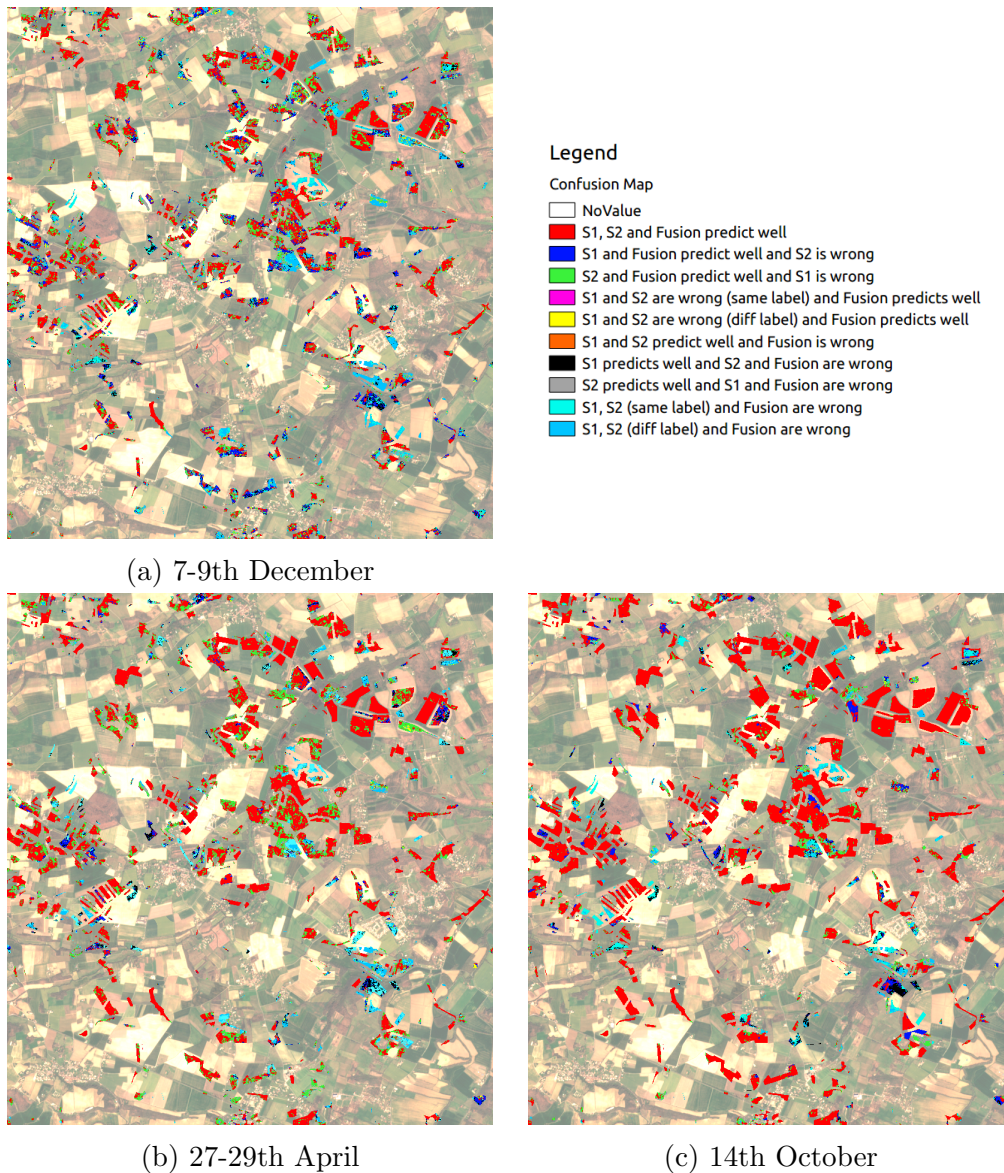 Legend
Confusion Map
NoValue
S1, S2 and Fusion predict well
S1 and Fusion predict well and S2 is wrong
S2 and Fusion predict well and S1 is wrong
S1 and S2 are wrong (same label) and Fusion predicts well
S1 and S2 are wrong (diff label) and Fusion predicts well
S1 and S2 predict well and Fusion is wrong
S1 predicts well and S2 and Fusion are wrong
S2 predicts well and S1 and Fusion are wrong
S1, S2 (same label) and Fusion are wrong
S1, S2 (diff label) and Fusion are wrong
(a) 7-9th December
(b) 27-29th April
(c) 14th October